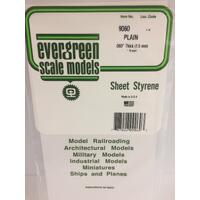 Item No.
9060
PLAIN
.060" Thick (1.5 mm)
evergreen
scale models
Sheet Styrene
Made in U.S.A.
Model Railroading
Architectural Models
Military Models
Industrial Models
Miniatures
Ships and Planes